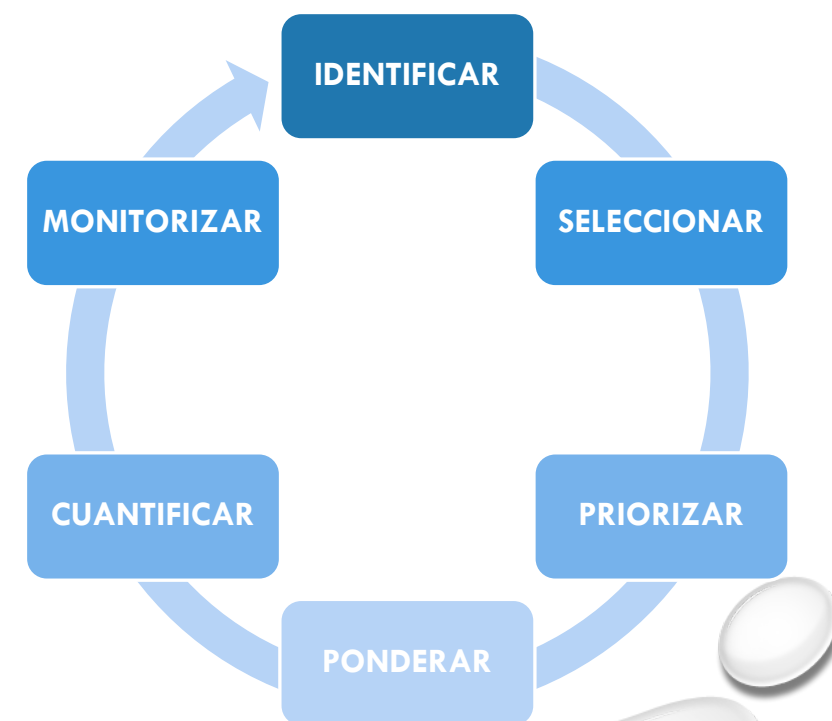 IDENTIFICAR
SELECCIONAR
PRIORIZAR
PONDERAR
CUANTIFICAR
MONITORIZAR